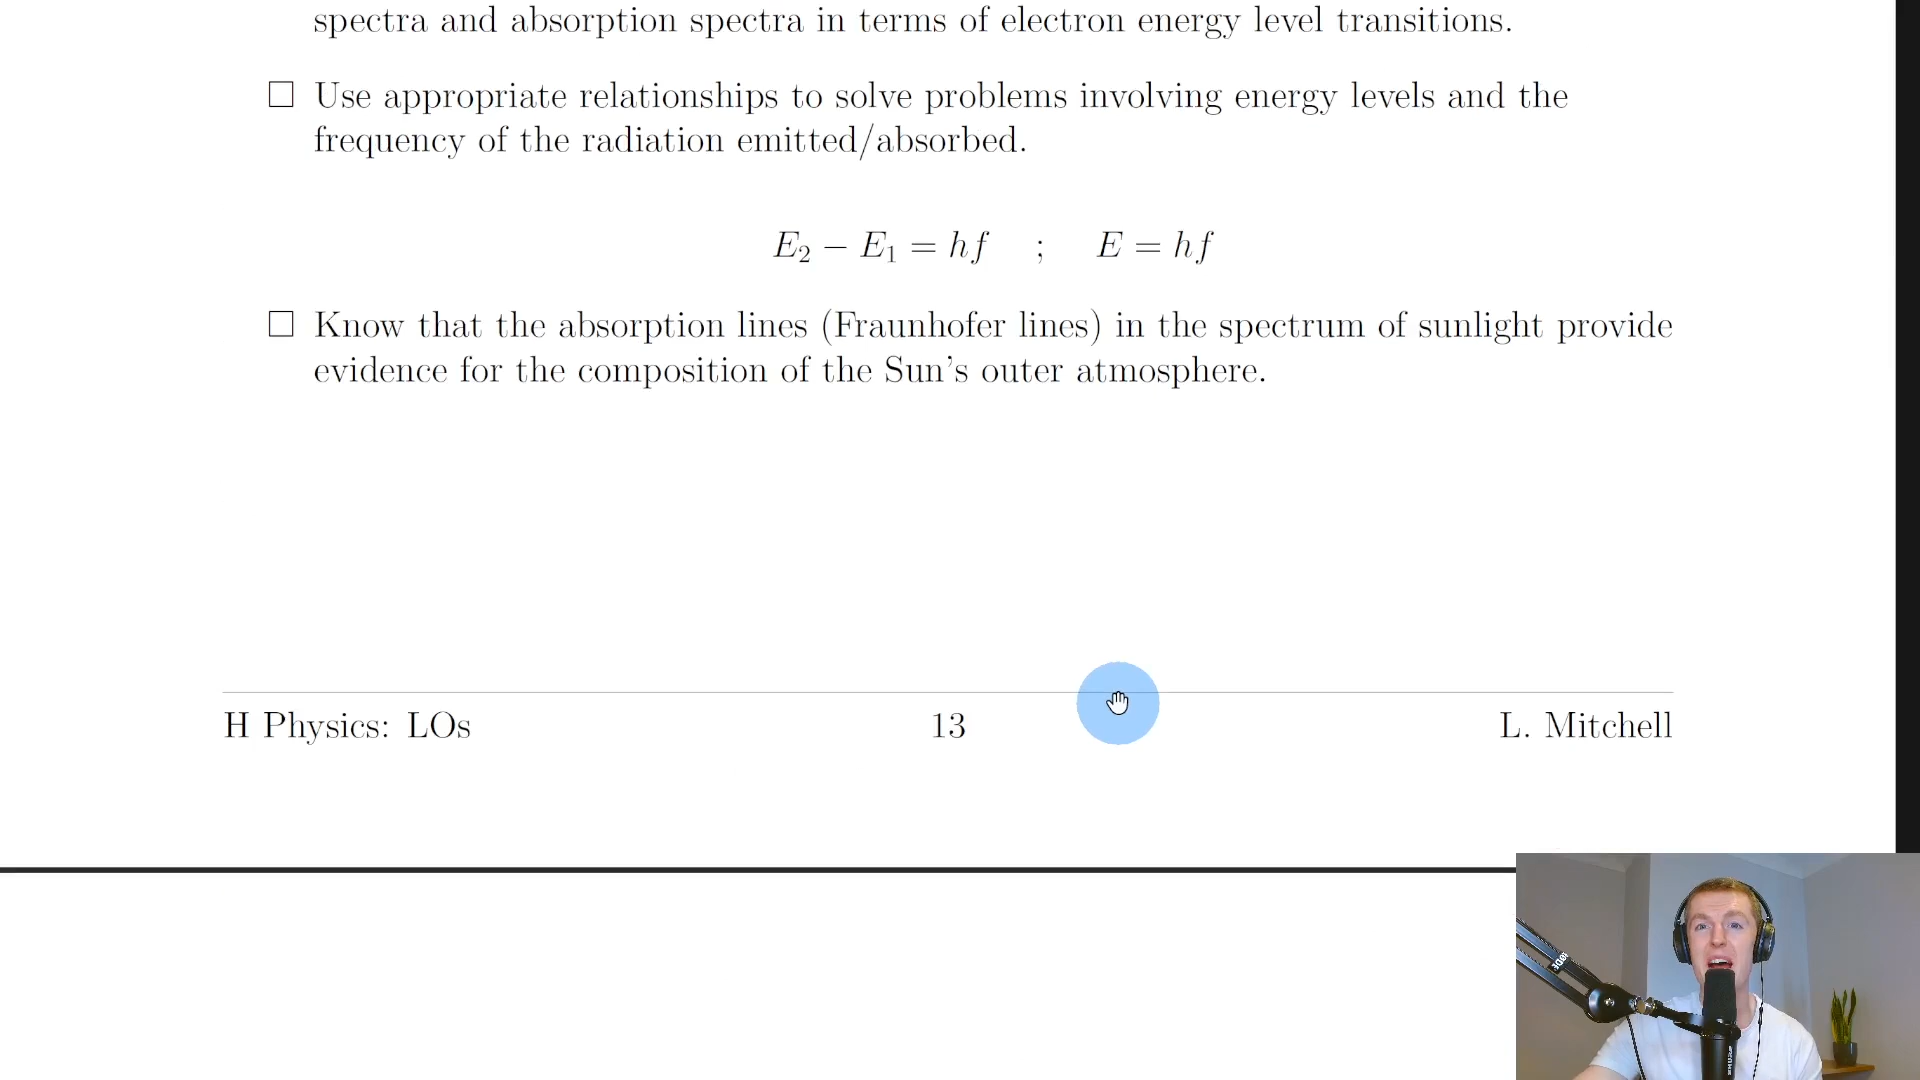 spectra and absorption spectra in terms of electron energy level transitions.
☐ Use appropriate relationships to solve problems involving energy levels and the
frequency of the radiation emitted/absorbed.
E₂ − E₁ = hf ; E = hf
☐ Know that the absorption lines (Fraunhofer lines) in the spectrum of sunlight provide
evidence for the composition of the Sun's outer atmosphere.
H Physics: LOs 13 L. Mitchell
RØDE